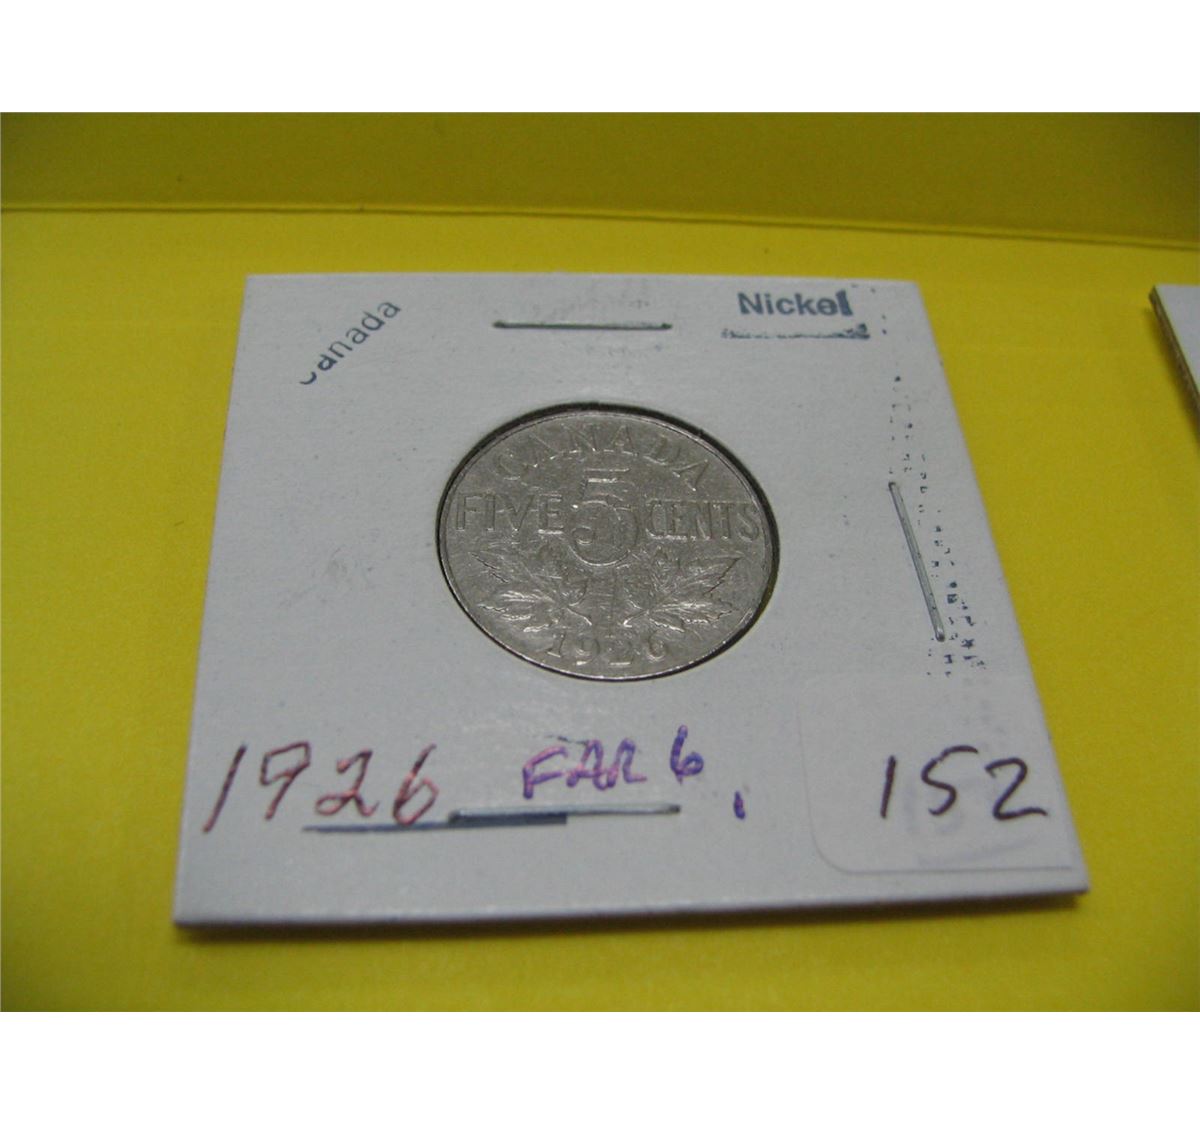 Canada
Nickel
CANADA
FIVE 5 CENTS
1926
1926 FAR 6
152